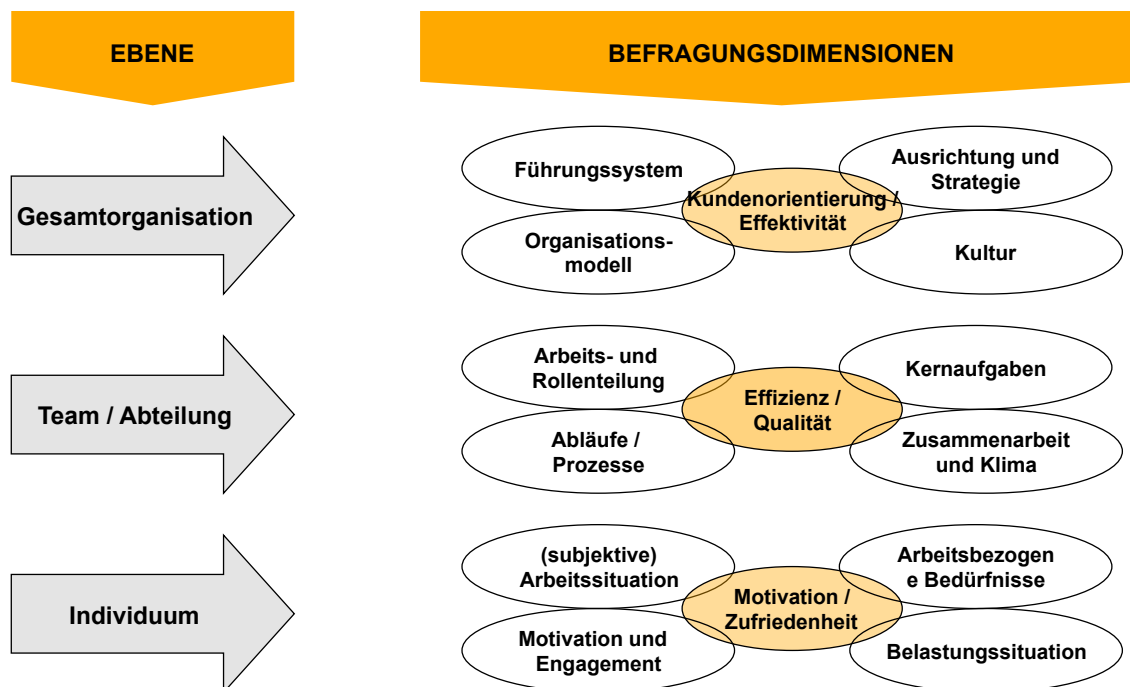 EBENE
BEFRAGUNGSDIMENSIONEN
Gesamtorganisation
Führungssystem
Ausrichtung und
Strategie
Kundenorientierung /
Effektivität
Organisations-
modell
Kultur
Team / Abteilung
Arbeits- und
Rollenteilung
Kernaufgaben
Effizienz /
Qualität
Abläufe /
Prozesse
Zusammenarbeit
und Klima
Individuum
(subjektive)
Arbeitssituation
Arbeitsbezogen
e Bedürfnisse
Motivation /
Zufriedenheit
Motivation und
Engagement
Belastungssituation